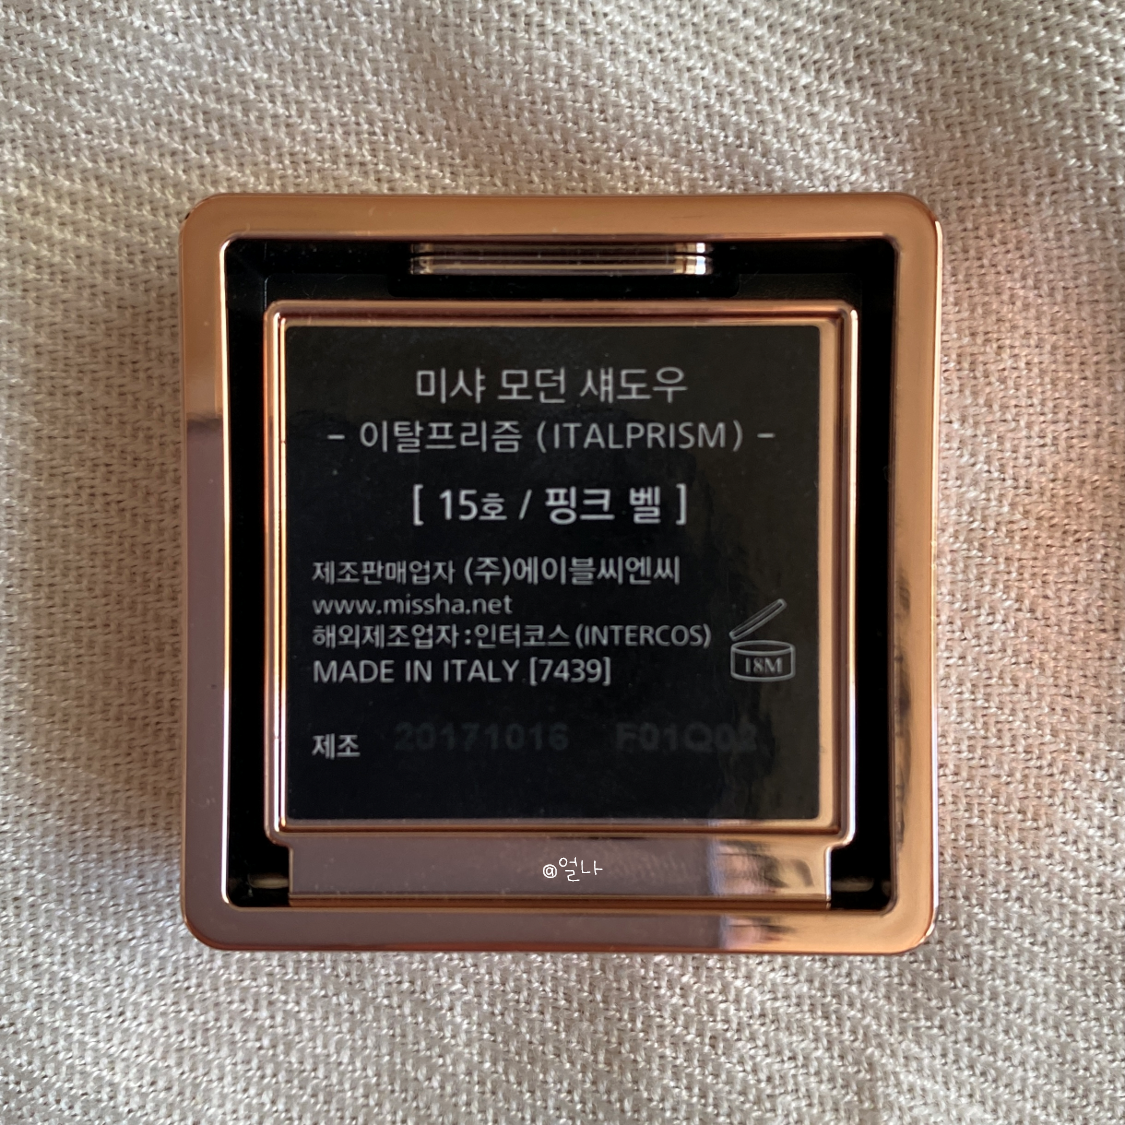 미샤 모던 섀도우
- 이탈프리즘 (ITALPRISM) -
[ 15호 / 핑크 벨 ]
제조판매업자 (주)에이블씨엔씨
www.missha.net
해외제조업자:인터코스(INTERCOS)
MADE IN ITALY [7439]
18M
제조 20171016 F01Q02
@얼나